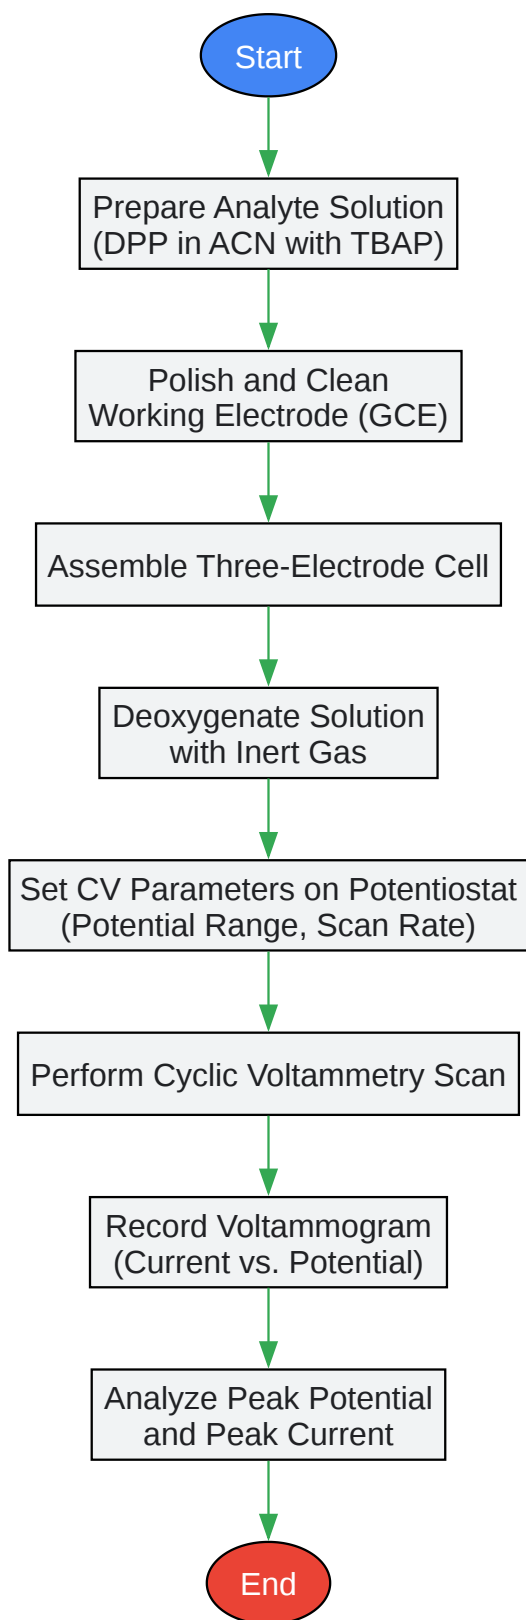 Start
Prepare Analyte Solution
(DPP in ACN with TBAP)
Polish and Clean
Working Electrode (GCE)
Assemble Three-Electrode Cell
Deoxygenate Solution
with Inert Gas
Set CV Parameters on Potentiostat
(Potential Range, Scan Rate)
Perform Cyclic Voltammetry Scan
Record Voltammogram
(Current vs. Potential)
Analyze Peak Potential
and Peak Current
End